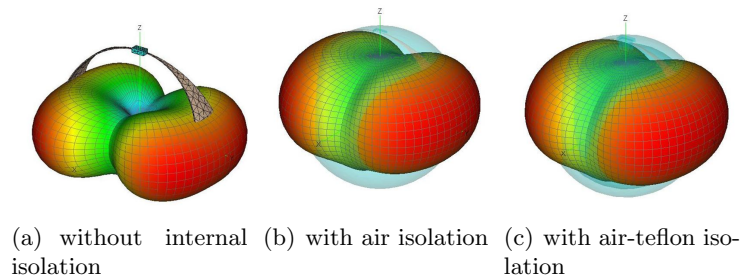 z
z
z
x
x
x
(a) without internal isolation
(b) with air isolation
(c) with air-teflon iso-
lation